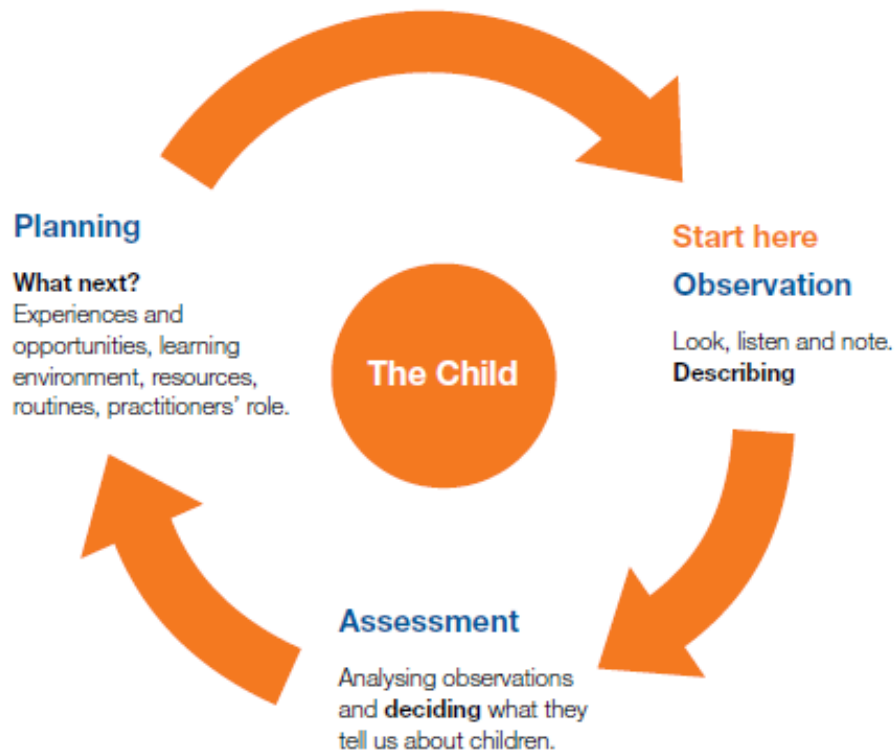 Planning
What next?
Experiences and
opportunities, learning
environment, resources,
routines, practitioners’ role.
The Child
Start here
Observation
Look, listen and note.
Describing
Assessment
Analysing observations
and deciding what they
tell us about children.